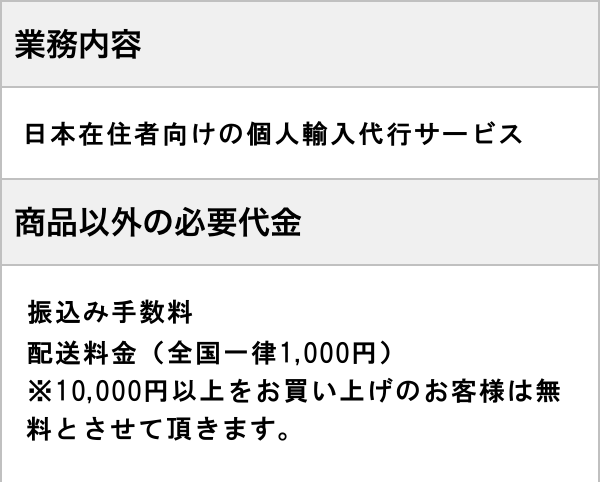 業務内容
日本在住者向けの個人輸入代行サービス
商品以外の必要代金
振込み手数料
配送料金（全国一律1,000円）
※10,000円以上をお買い上げのお客様は無
料とさせて頂きます。